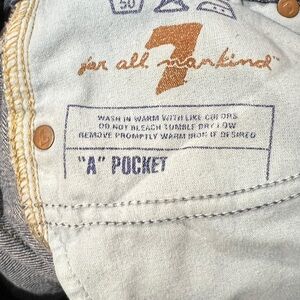 50
7
for all mankind
WASH IN WARM WITH LIKE COLORS
DO NOT BLEACH TUMBLE DRY LOW
REMOVE PROMPTLY WARM IRON IF DESIRED
"A" POCKET